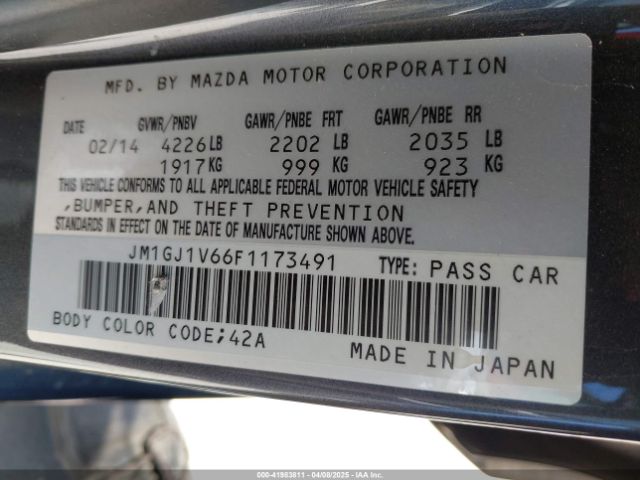 MFD. BY MAZDA MOTOR CORPORATION
DATE GVWR/PNBV GAWR/PNBE FRT GAWR/PNBE RR
02/14 4226LB 2202 LB 2035 LB
1917KG 999 KG 923 KG
THIS VEHICLE CONFORMS TO ALL APPLICABLE FEDERAL MOTOR VEHICLE SAFETY
,BUMPER,AND THEFT PREVENTION
STANDARDS IN EFFECT ON THE DATE OF MANUFACTURE SHOWN ABOVE.
JM1GJ1V66F1173491 TYPE: PASS CAR
BODY COLOR CODE;42A
MADE IN JAPAN
000-41983811 - 04/08/2025 - IAAI.com